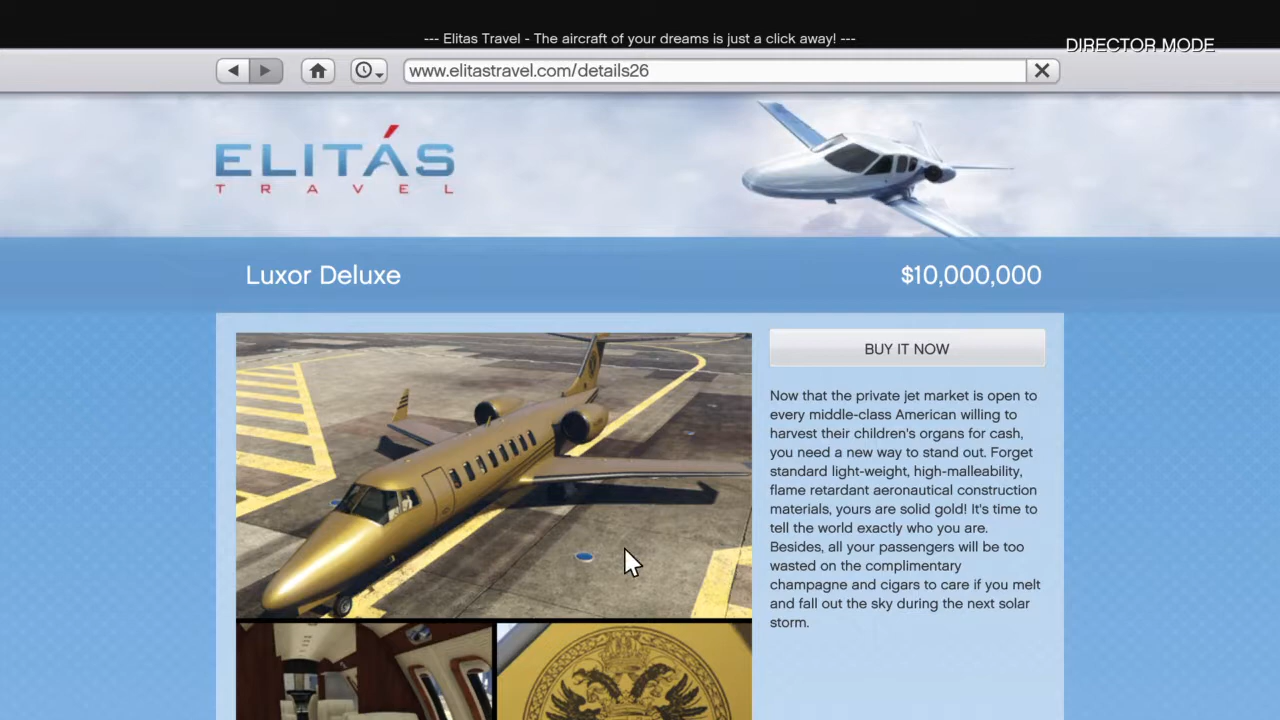 --- Elitas Travel - The aircraft of your dreams is just a click away! ---
DIRECTOR MODE
www.elitastravel.com/details26
ELITÁS
TRAVEL
Luxor Deluxe
$10,000,000
BUY IT NOW
Now that the private jet market is open to
every middle-class American willing to
harvest their children's organs for cash,
you need a new way to stand out. Forget
standard light-weight, high-malleability,
flame retardant aeronautical construction
materials, yours are solid gold! It's time to
tell the world exactly who you are.
Besides, all your passengers will be too
wasted on the complimentary
champagne and cigars to care if you melt
and fall out the sky during the next solar
storm.